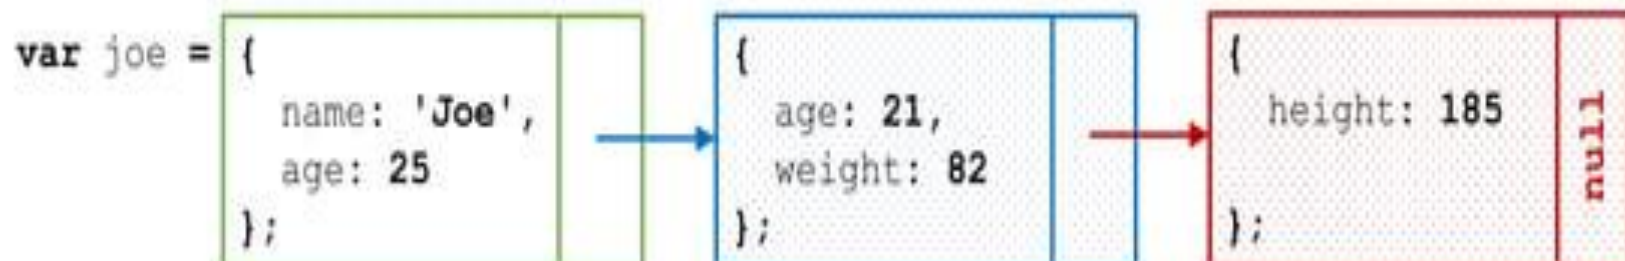 var joe = {
name: 'Joe',
age: 25
};
{
age: 21,
weight: 82
};
{
height: 185
};
null